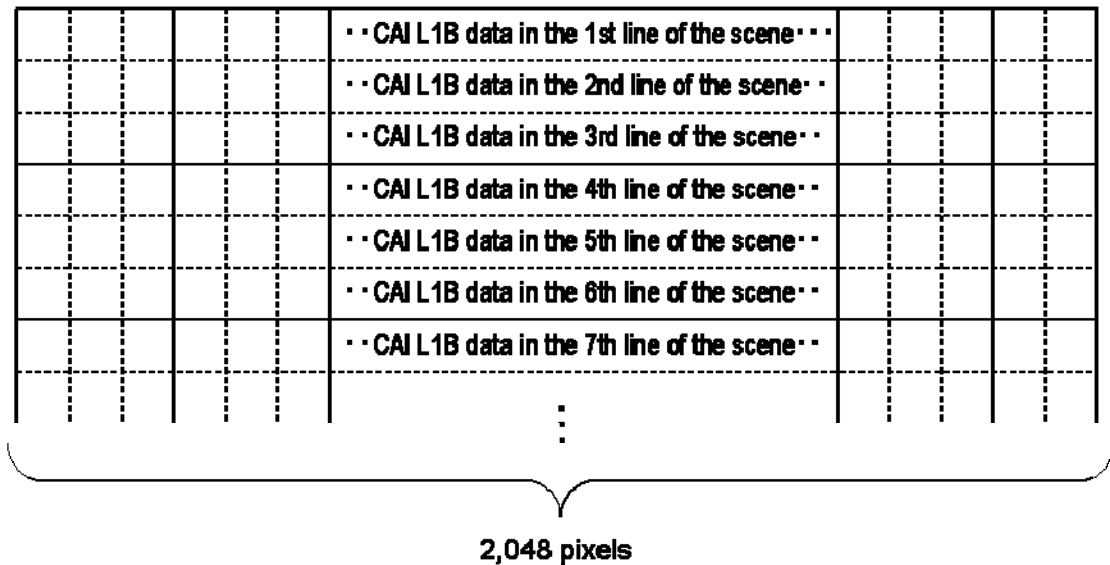 ··CAI L1B data in the 1st line of the scene···
··CAI L1B data in the 2nd line of the scene··
··CAI L1B data in the 3rd line of the scene··
··CAI L1B data in the 4th line of the scene··
··CAI L1B data in the 5th line of the scene··
··CAI L1B data in the 6th line of the scene··
··CAI L1B data in the 7th line of the scene··
⋮
2,048 pixels